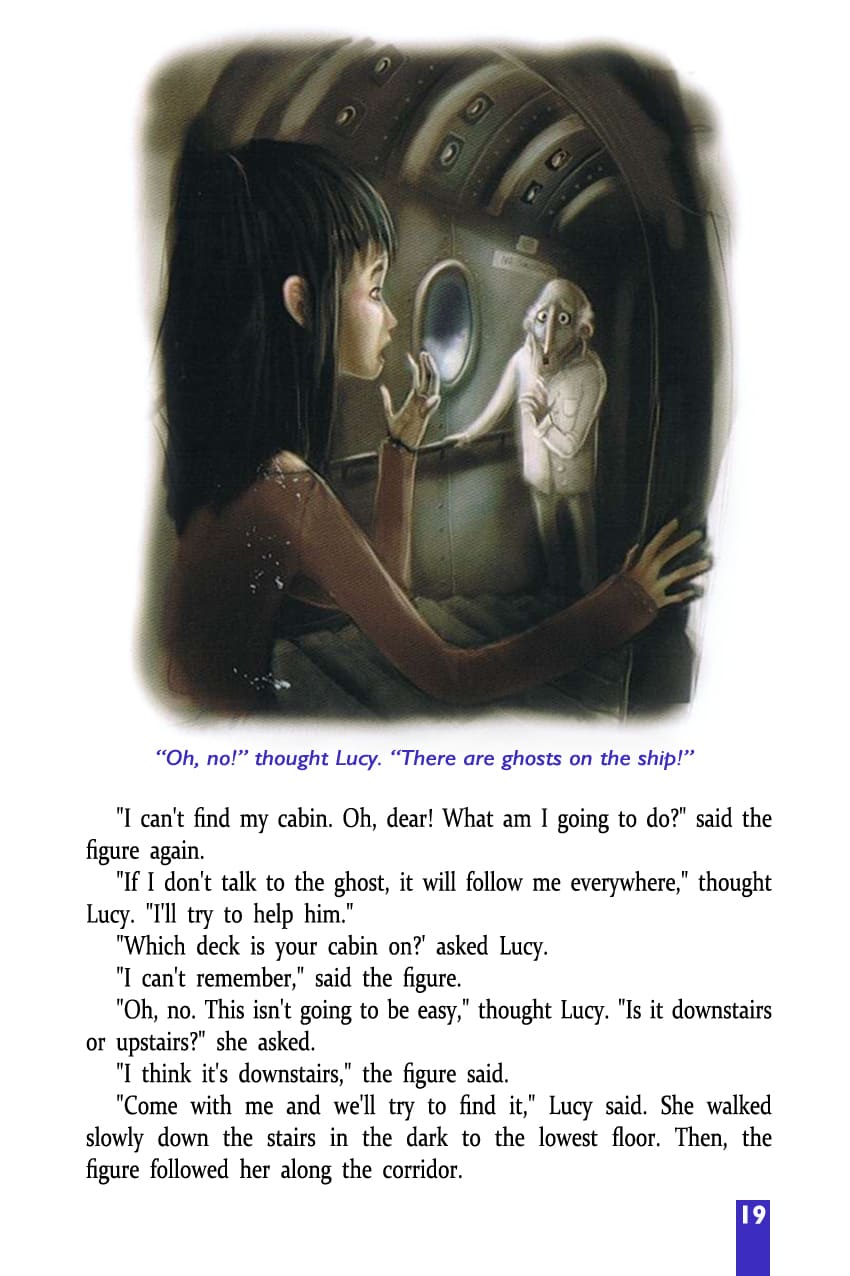 “Oh, no!” thought Lucy. “There are ghosts on the ship!”
"I can't find my cabin. Oh, dear! What am I going to do?" said the
figure again.
"If I don't talk to the ghost, it will follow me everywhere," thought
Lucy. "I'll try to help him."
"Which deck is your cabin on?' asked Lucy.
"I can't remember," said the figure.
"Oh, no. This isn't going to be easy," thought Lucy. "Is it downstairs
or upstairs?" she asked.
"I think it's downstairs," the figure said.
"Come with me and we'll try to find it," Lucy said. She walked
slowly down the stairs in the dark to the lowest floor. Then, the
figure followed her along the corridor.
19